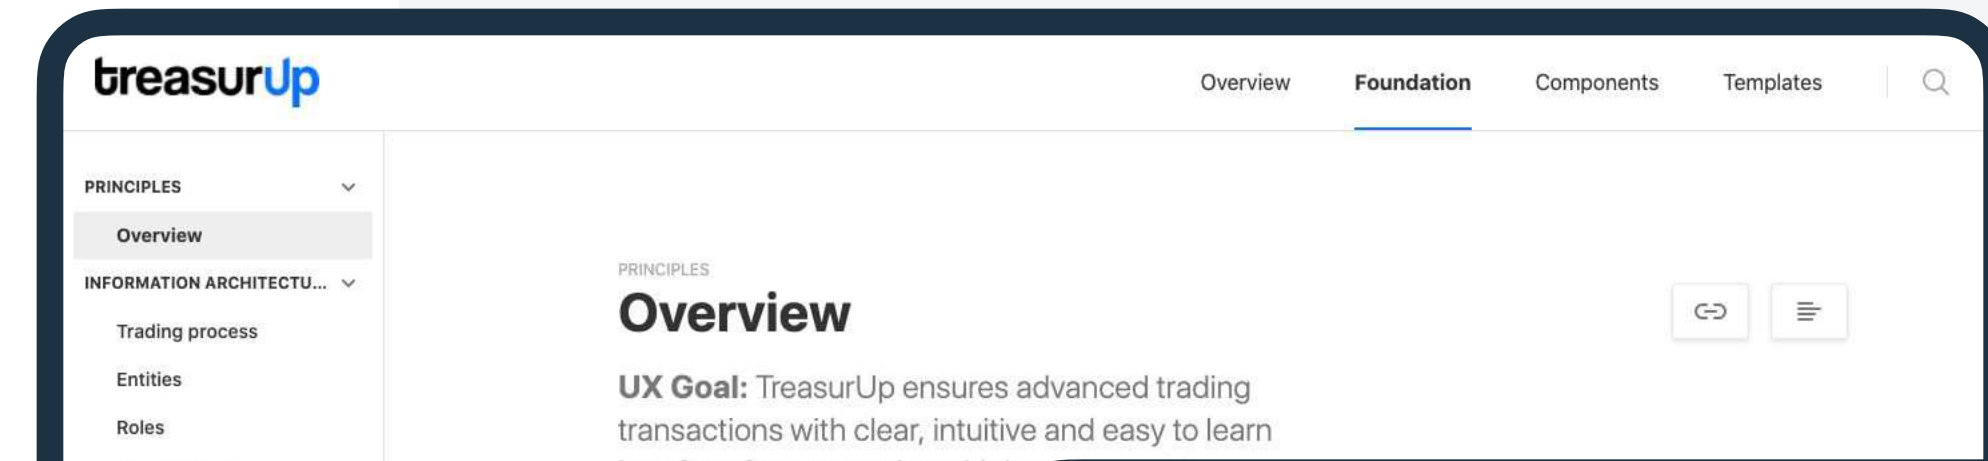 treasurUp
Overview
Foundation
Components
Templates
PRINCIPLES
Overview
INFORMATION ARCHITECTU...
Trading process
Entities
Roles
PRINCIPLES
Overview
UX Goal: TreasurUp ensures advanced trading
transactions with clear, intuitive and easy to learn